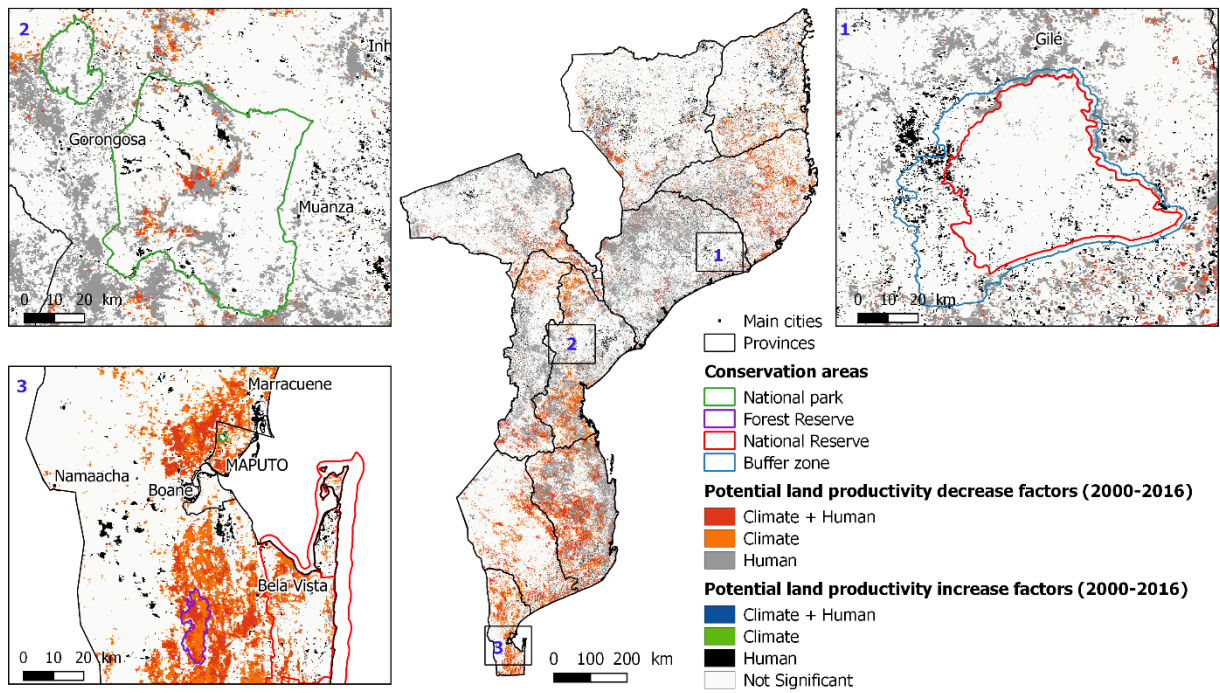 2
Inh
Gorongosa
Muanza
0 10 20 km
1
Gilé
0 10 20 km
3
Marracuene
MAPUTO
Namaacha
Boane
Bela Vista
0 10 20 km
1
2
3
0 100 200 km
Main cities
Provinces
Conservation areas
National park
Forest Reserve
National Reserve
Buffer zone
Potential land productivity decrease factors (2000-2016)
Climate + Human
Climate
Human
Potential land productivity increase factors (2000-2016)
Climate + Human
Climate
Human
Not Significant